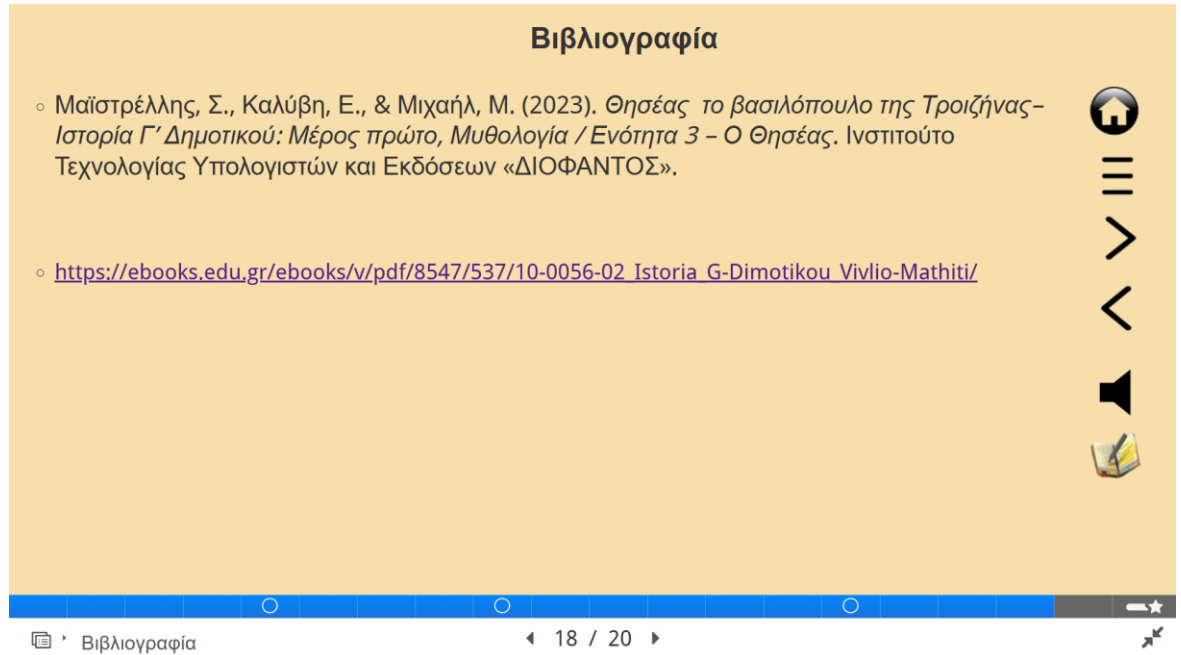 Βιβλιογραφία
Μαϊστρέλλης, Σ., Καλύβη, Ε., & Μιχαήλ, Μ. (2023). Θησέας το βασιλόπουλο της Τροιζήνας–
Ιστορία Γ’ Δημοτικού: Μέρος πρώτο, Μυθολογία / Ενότητα 3 – Ο Θησέας. Ινστιτούτο
Τεχνολογίας Υπολογιστών και Εκδόσεων «ΔΙΟΦΑΝΤΟΣ».
https://ebooks.edu.gr/ebooks/v/pdf/8547/537/10-0056-02_Istoria_G-Dimotikou_Vivlio-Mathiti/
Βιβλιογραφία
18 / 20